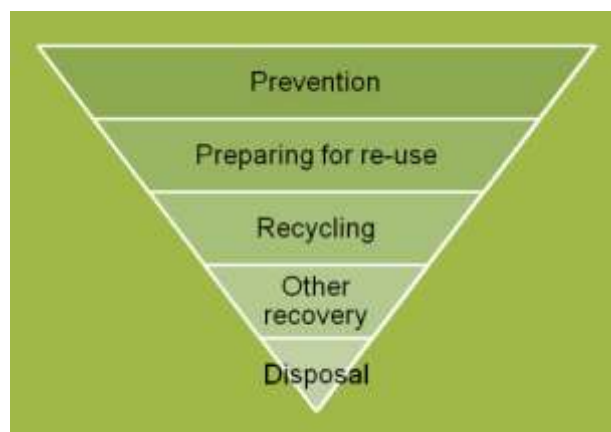 Prevention
Preparing for re-use
Recycling
Other
recovery
Disposal